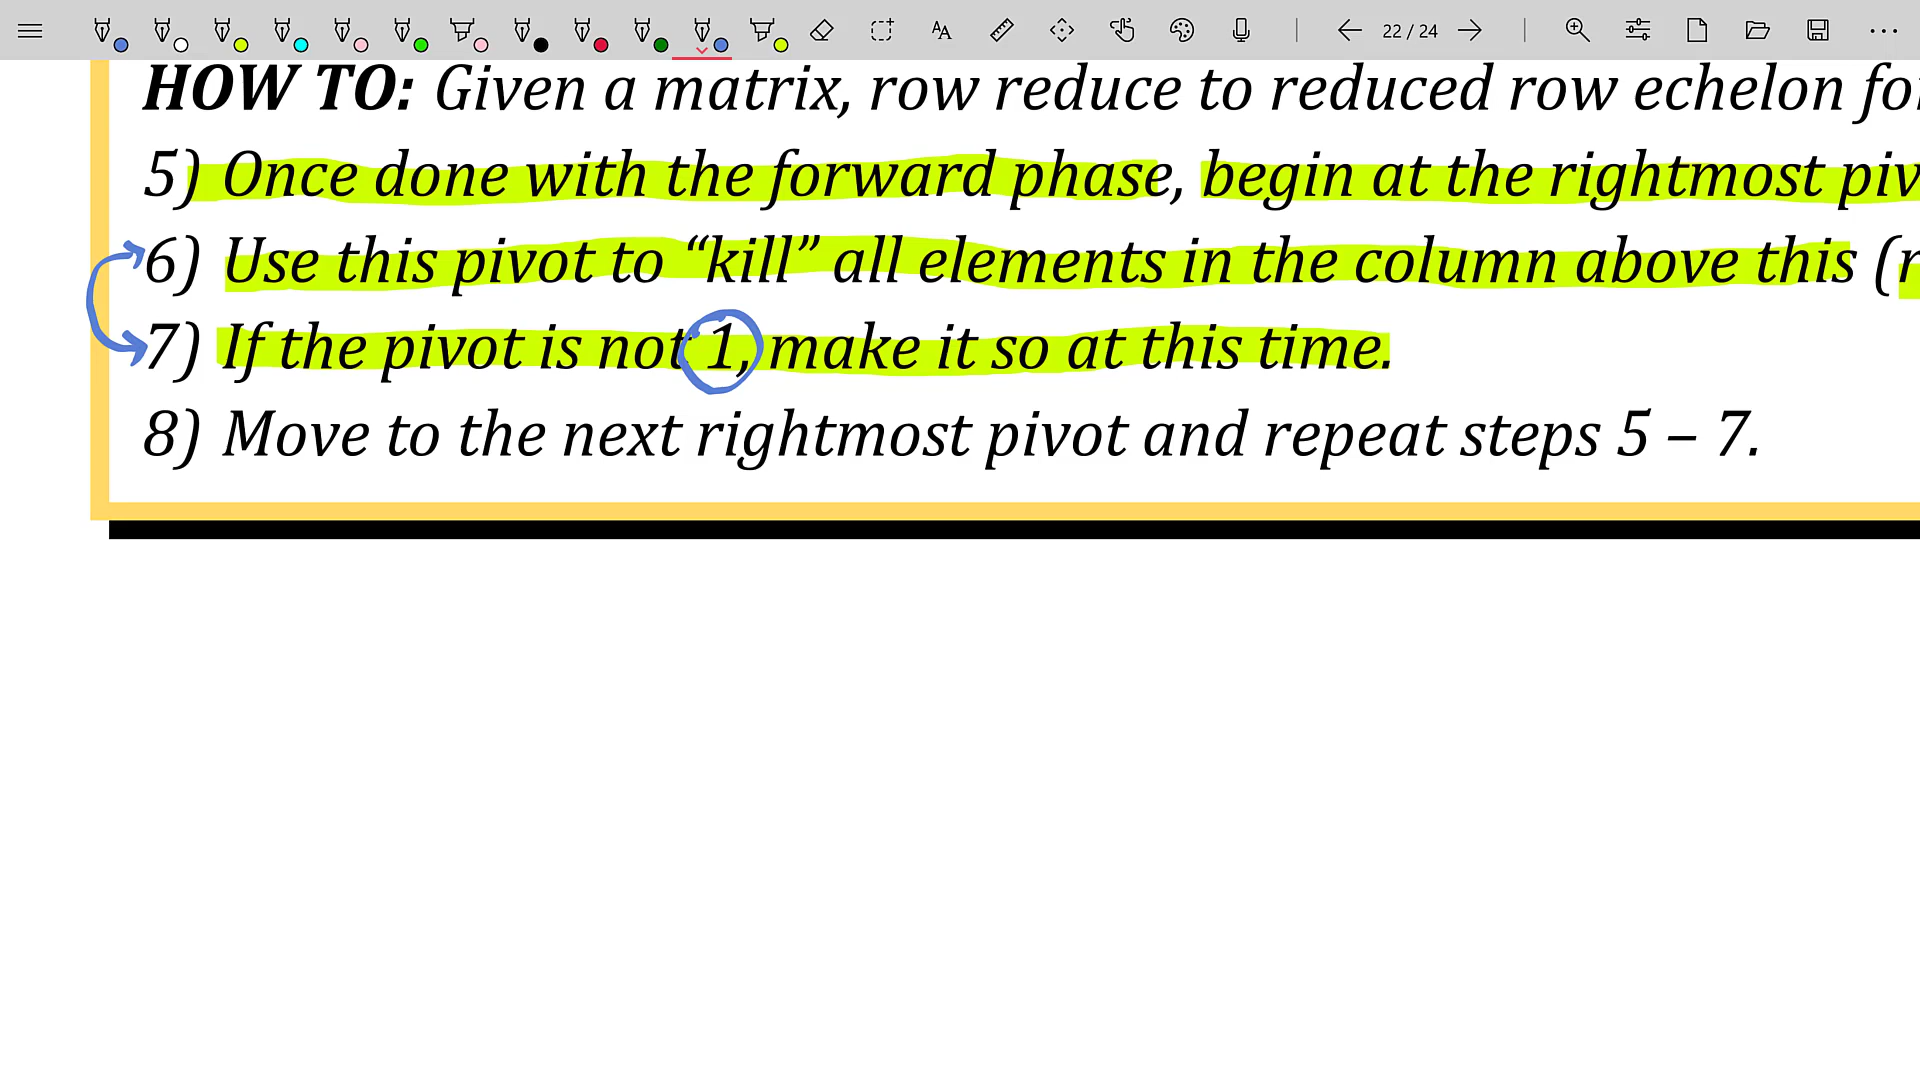 22 / 24
HOW TO: Given a matrix, row reduce to reduced row echelon
5) Once done with the forward phase, begin at the rightmost
6) Use this pivot to “kill” all elements in the column above this (
7) If the pivot is not 1, make it so at this time.
8) Move to the next rightmost pivot and repeat steps 5 – 7.